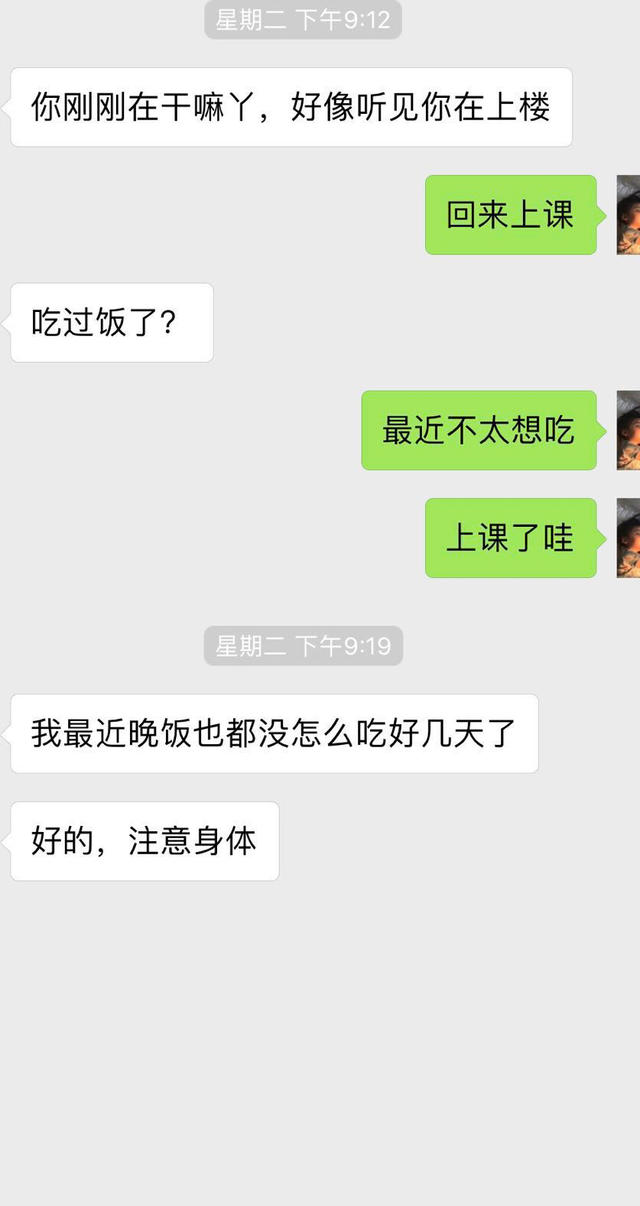 星期二 下午9:12
你刚刚在干嘛丫，好像听见你在上楼
回来上课
吃过饭了？
最近不太想吃
上课了哇
星期二 下午9:19
我最近晚饭也都没怎么吃好几天了
好的，注意身体